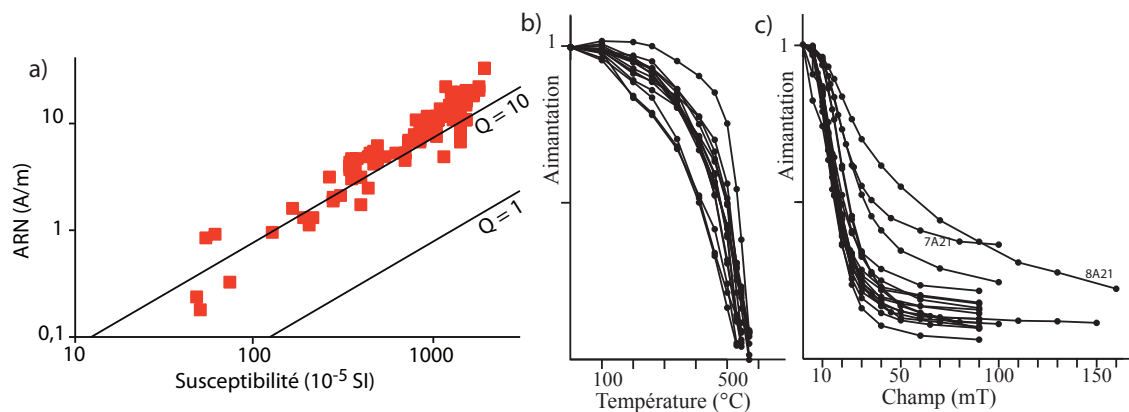 a)
ARN (A/m)
10
1
0,1
10
100
1000
Susceptibilité (10⁻⁵ SI)
Q = 10
Q = 1
b)
1
Aimantation
100
500
Température (°C)
c)
1
Aimantation
7A21
8A21
10
50
100
150
Champ (mT)